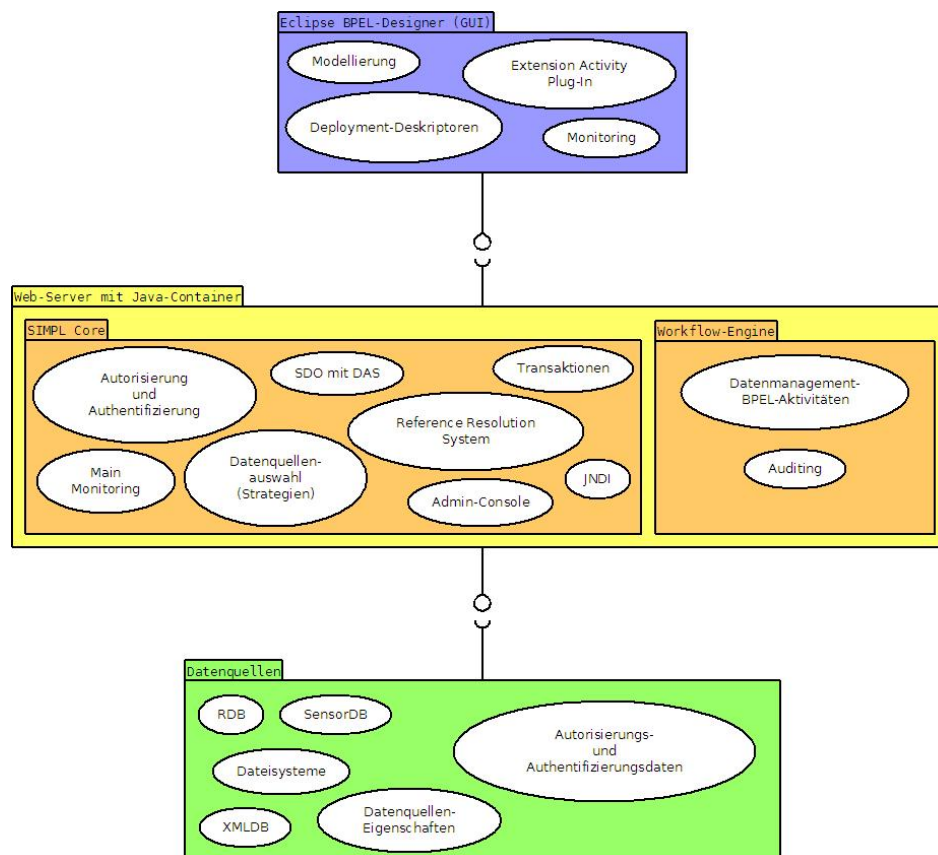 Eclipse BPEL-Designer (GUI)
Modellierung
Extension Activity
Plug-In
Deployment-Deskriptoren
Monitoring
Web-Server mit Java-Container
SIMPL Core
Autorisierung
und
Authentifizierung
SDO mit DAS
Transaktionen
Reference Resolution
System
Main
Monitoring
Datenquellen-
auswahl
(Strategien)
Admin-Console
JNDI
Workflow-Engine
Datenmanagement-
BPEL-Aktivitäten
Auditing
Datenquellen
RDB
SensorDB
Autorisierungs-
und
Authentifizierungsdaten
Dateisysteme
XMLDB
Datenquellen-
Eigenschaften